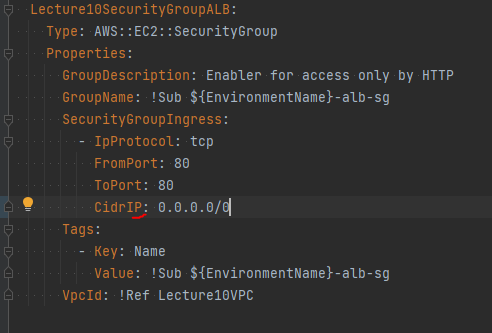 Lecture10SecurityGroupALB:
Type: AWS::EC2::SecurityGroup
Properties:
GroupDescription: Enabler for access only by HTTP
GroupName: !Sub ${EnvironmentName}-alb-sg
SecurityGroupIngress:
- IpProtocol: tcp
FromPort: 80
ToPort: 80
CidrIP: 0.0.0.0/0
Tags:
- Key: Name
Value: !Sub ${EnvironmentName}-alb-sg
VpcId: !Ref Lecture10VPC